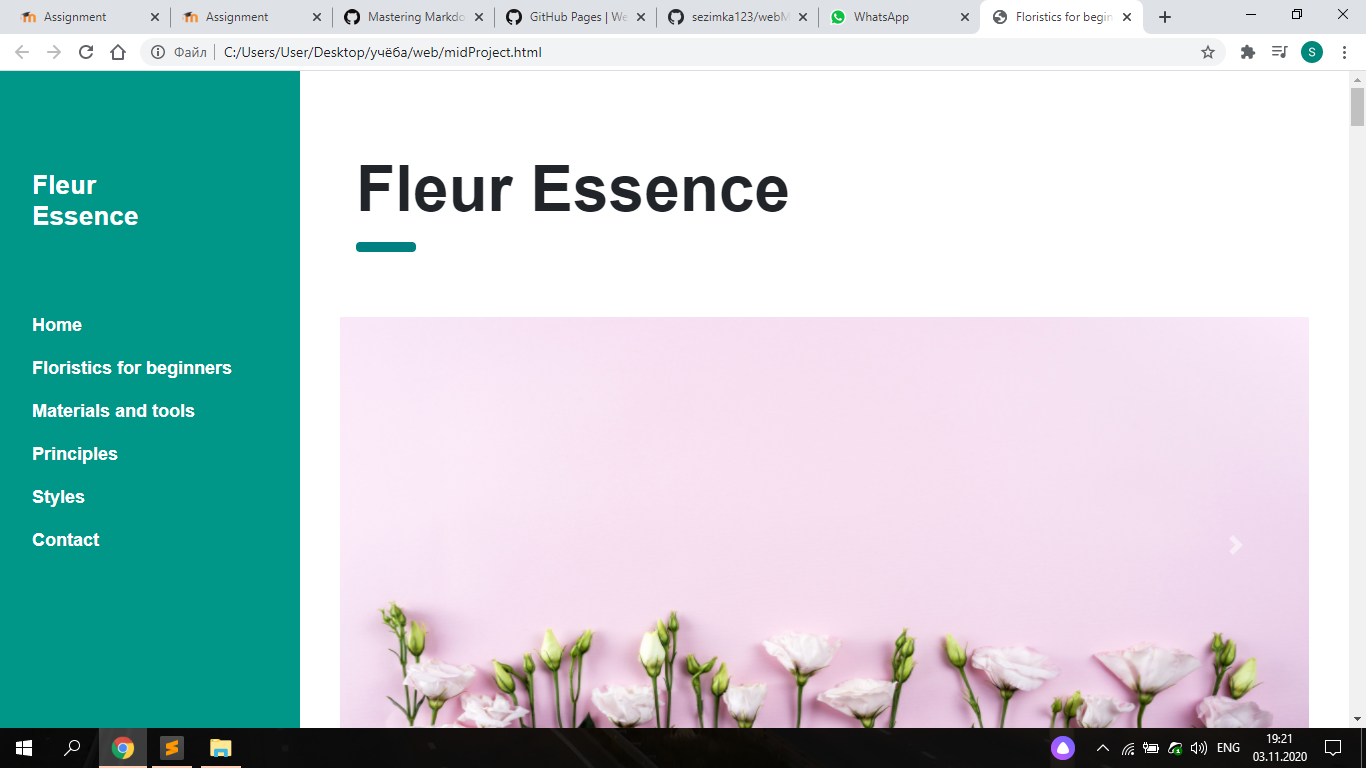 Assignment
Assignment
Mastering Markdo
GitHub Pages | We
sezimka123/webM
WhatsApp
Floristics for begin
Файл
C:/Users/User/Desktop/учёба/web/midProject.html
S
Fleur
Essence
Home
Floristics for beginners
Materials and tools
Principles
Styles
Contact
Fleur Essence
ENG
19:21
03.11.2020